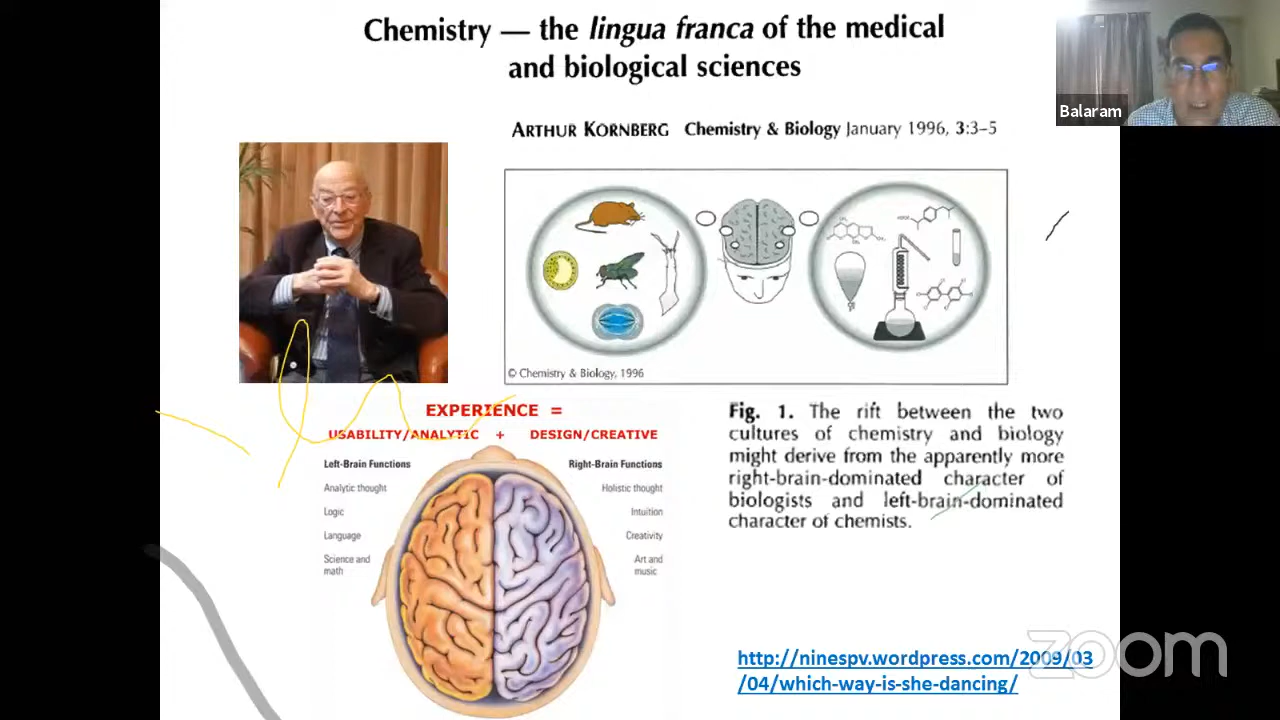 Chemistry — the lingua franca of the medical
and biological sciences
Balaram
ARTHUR KORNBERG Chemistry & Biology January 1996, 3:3–5
© Chemistry & Biology, 1996
EXPERIENCE =
USABILITY/ANALYTIC + DESIGN/CREATIVE
Left-Brain Functions
Analytic thought
Logic
Language
Science and
math
Right-Brain Functions
Holistic thought
Intuition
Creativity
Art and
music
Fig. 1. The rift between the two
cultures of chemistry and biology
might derive from the apparently more
right-brain-dominated character of
biologists and left-brain-dominated
character of chemists.
http://ninespv.wordpress.com/2009/03
/04/which-way-is-she-dancing/
zoom